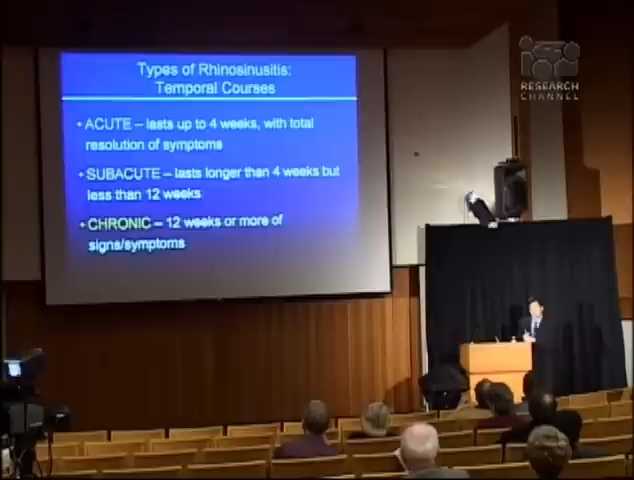 RESEARCH
CHANNEL
Types of Rhinosinusitis:
Temporal Courses
• ACUTE – lasts up to 4 weeks, with total
resolution of symptoms
• SUBACUTE – lasts longer than 4 weeks but
less than 12 weeks
• CHRONIC – 12 weeks or more of
signs/symptoms